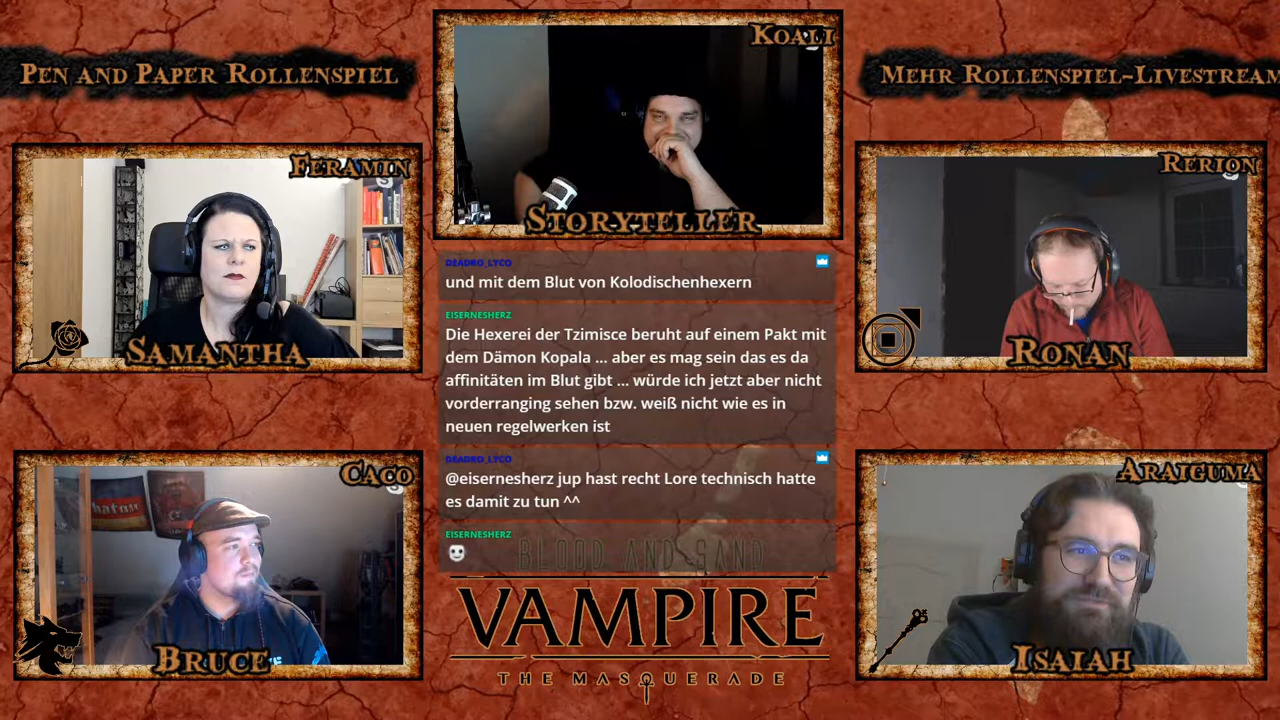 KOALI
PEN AND PAPER ROLLENSPIEL
MEHR ROLLENSPIEL-LIVESTREAM
FERAMIN
RERION
STORYTELLER
DEADRO_LYCO
und mit dem Blut von Kolodischenhexern
EISERNESHERZ
Die Hexerei der Tzimisce beruht auf einem Pakt mit
dem Dämon Kopala ... aber es mag sein das es da
affinitäten im Blut gibt ... würde ich jetzt aber nicht
vorderranging sehen bzw. weiß nicht wie es in
neuen regelwerken ist
SAMANTHA
RONAN
DEADRO_LYCO
@eisernesherz jup hast recht Lore technisch hatte
es damit zu tun ^^
CACO
ARAIGUMA
EISERNESHERZ
BLOOD AND SAND
VAMPIRE
THE MASQUERADE
BRUCE
ISAIAH